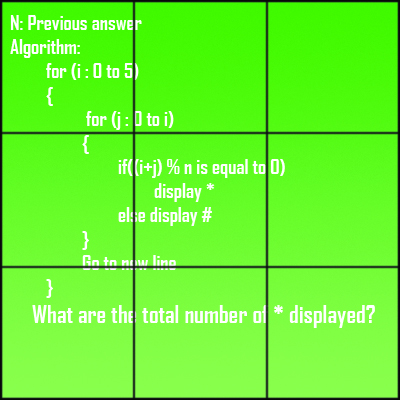 N: Previous answer
Algorithm:
for (i : 0 to 5)
{
for (j : 0 to i)
{
if((i+j) % n is equal to 0)
display *
else display #
}
Go to new line
}
What are the total number of * displayed?